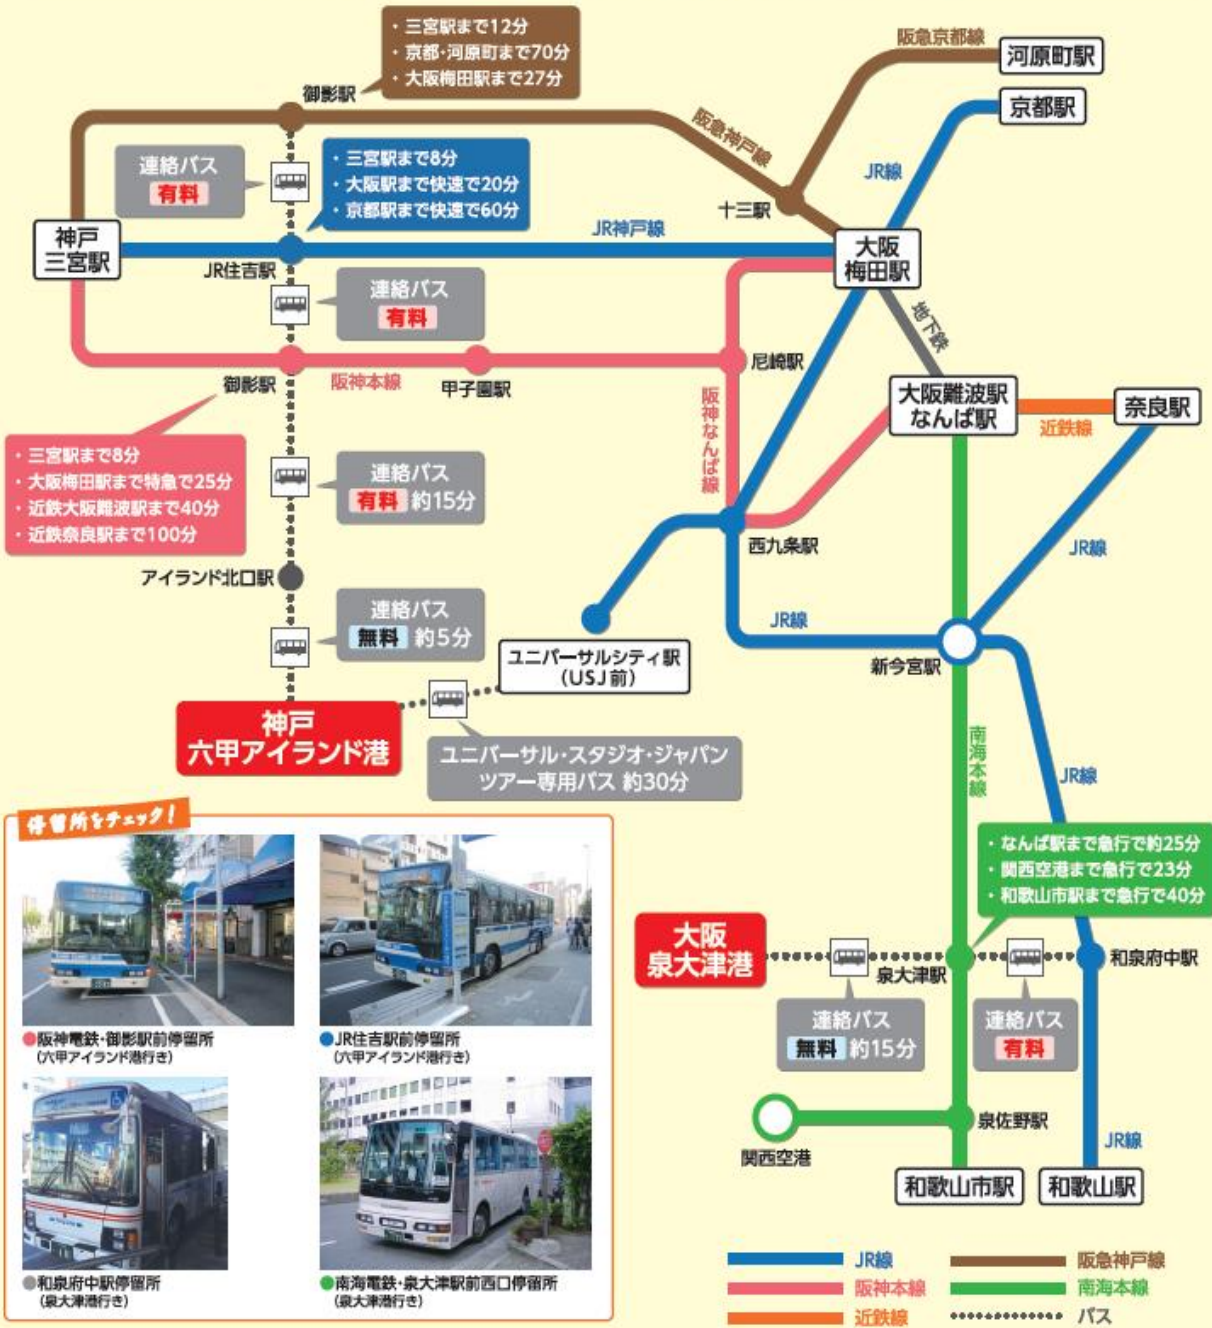 ・三宮駅まで12分
・京都・河原町まで70分
・大阪梅田駅まで27分
阪急京都線
河原町駅
御影駅
京都駅
阪急神戸線
連絡バス
有料
・三宮駅まで8分
・大阪駅まで快速で20分
・京都駅まで快速で60分
JR線
十三駅
神戸
三宮駅
JR神戸線
大阪
梅田駅
JR住吉駅
連絡バス
有料
地下鉄
御影駅
阪神本線
甲子園駅
尼崎駅
大阪難波駅
なんば駅
近鉄線
奈良駅
阪神なんば線
・三宮駅まで8分
・大阪梅田駅まで特急で25分
・近鉄大阪難波駅まで40分
・近鉄奈良駅まで100分
連絡バス
有料 約15分
西九条駅
JR線
アイランド北口駅
連絡バス
無料 約5分
JR線
ユニバーサルシティ駅
(USJ前)
新今宮駅
神戸
六甲アイランド港
ユニバーサル・スタジオ・ジャパン
ツアー専用バス 約30分
南海本線
JR線
停留所をチェック!
・なんば駅まで急行で約25分
・関西空港まで急行で23分
・和歌山市駅まで急行で40分
大阪
泉大津港
泉大津駅
和泉府中駅
連絡バス
無料 約15分
連絡バス
有料
●阪神電鉄・御影駅前停留所
(六甲アイランド港行き)
●JR住吉駅前停留所
(六甲アイランド港行き)
泉佐野駅
関西空港
JR線
和歌山市駅
和歌山駅
●和泉府中駅停留所
(泉大津港行き)
●南海電鉄・泉大津駅前西口停留所
(泉大津港行き)
JR線
阪急神戸線
阪神本線
南海本線
近鉄線
バス